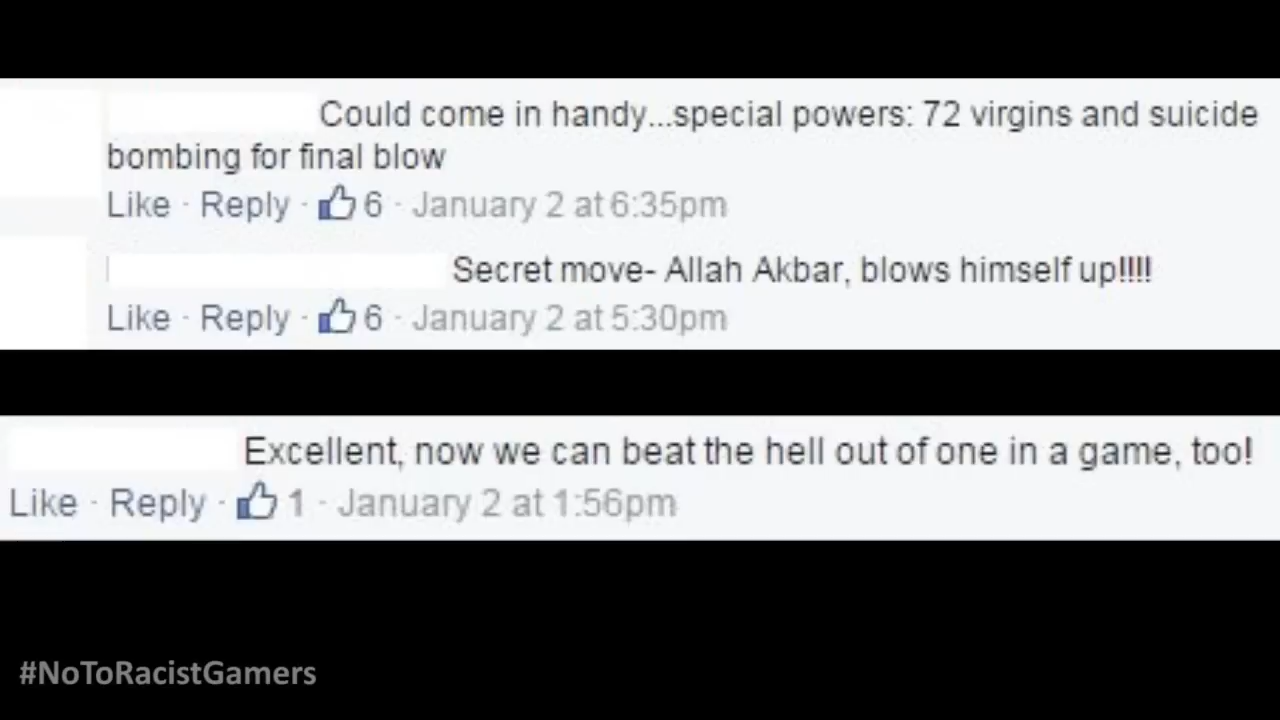 Could come in handy...special powers: 72 virgins and suicide
bombing for final blow
Like · Reply · 6 · January 2 at 6:35pm
Secret move- Allah Akbar, blows himself up!!!!
Like · Reply · 6 · January 2 at 5:30pm
Excellent, now we can beat the hell out of one in a game, too!
Like · Reply · 1 · January 2 at 1:56pm
#NoToRacistGamers